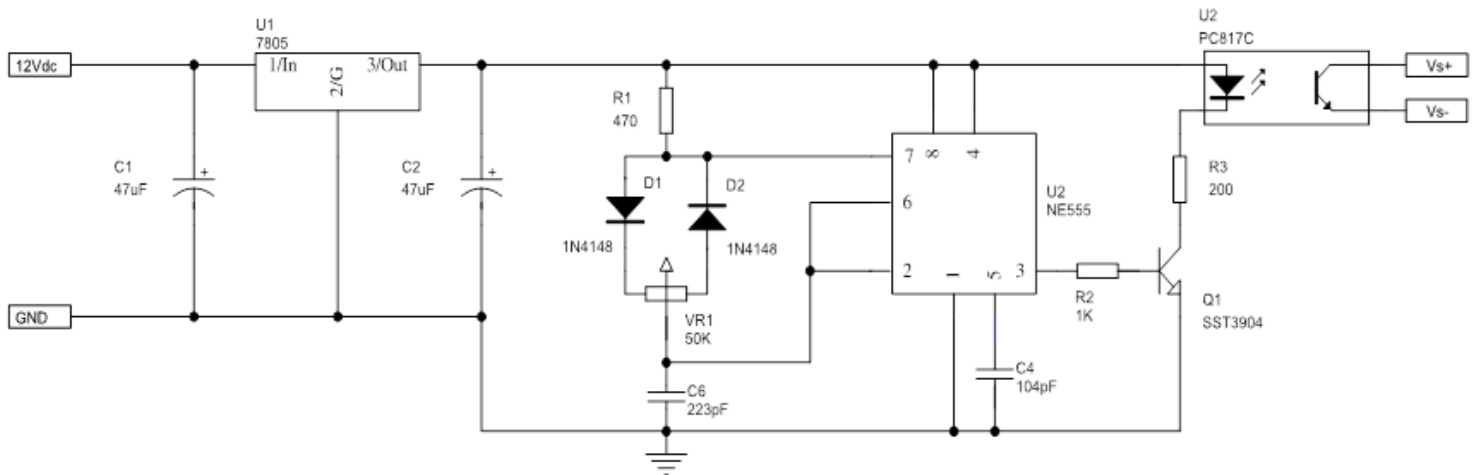 U1
7805
12Vdc
1/In
2/G
3/Out
GND
C1
47uF
C2
47uF
R1
470
D1
1N4148
D2
1N4148
VR1
50K
C6
223pF
7
8
4
6
2
1
5
3
U2
NE555
C4
104pF
R2
1K
Q1
SST3904
R3
200
U2
PC817C
Vs+
Vs-